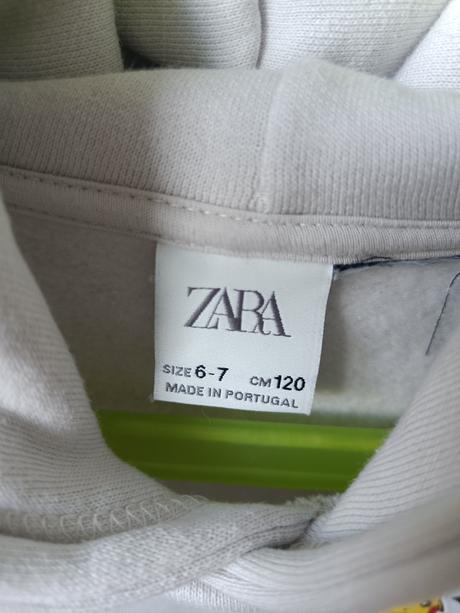 ZARA
SIZE 6-7 CM 120
MADE IN PORTUGAL